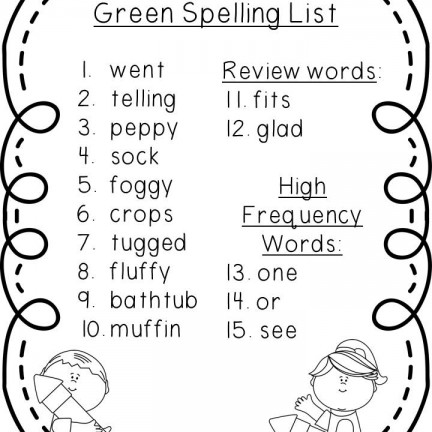 Green Spelling List
1. went
2. telling
3. peppy
4. sock
5. foggy
6. crops
7. tugged
8. fluffy
9. bathtub
10. muffin
Review words:
11. fits
12. glad
High
Frequency
Words:
13. one
14. or
15. see